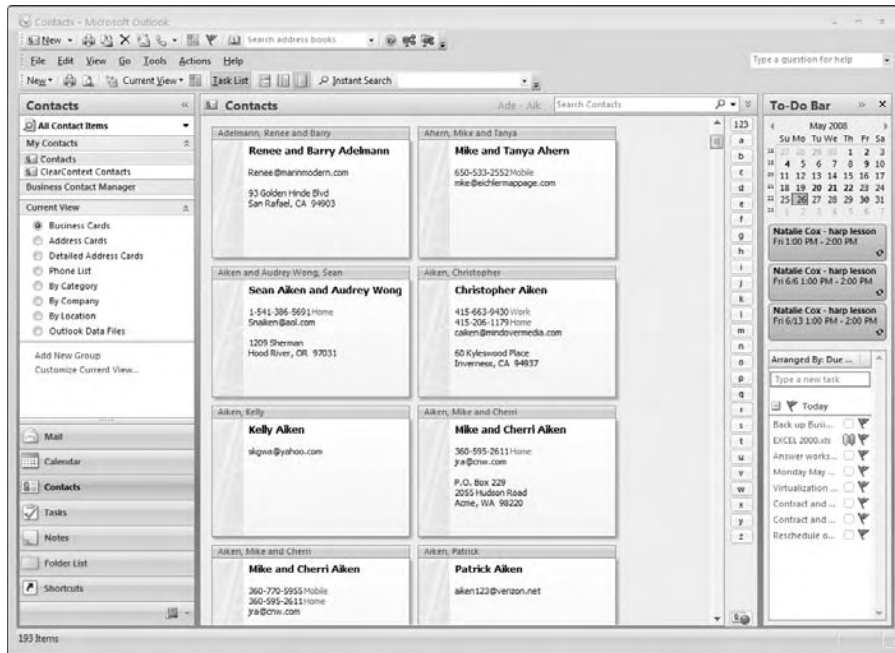 Contacts - Microsoft Outlook
New
Search address books
File Edit View Go Tools Actions Help
Type a question for help
New Current View Task List Instant Search
Contacts
All Contact Items
My Contacts
Contacts
ClearContext Contacts
Business Contact Manager
Current View
Business Cards
Address Cards
Detailed Address Cards
Phone List
By Category
By Company
By Location
Outlook Data Files
Add New Group
Customize Current View...
Mail
Calendar
Contacts
Tasks
Notes
Folder List
Shortcuts
Contacts
Ade - Aik
Search Contacts
Adelmann, Renee and Barry
Renee and Barry Adelmann
Renee@marinmodern.com
93 Golden Hinde Blvd
San Rafael, CA 94903
Ahern, Mike and Tanya
Mike and Tanya Ahern
650-533-2552 Mobile
mke@eichlermappage.com
Aiken and Audrey Wong, Sean
Sean Aiken and Audrey Wong
1-541-386-5691 Home
Snaiken@aol.com
1209 Sherman
Hood River, OR 97031
Aiken, Christopher
Christopher Aiken
415-663-9430 Work
415-206-1179 Home
caiken@mindovermedia.com
60 Kyleswood Place
Inverness, CA 94937
Aiken, Kelly
Kelly Aiken
skgwa@yahoo.com
Aiken, Mike and Cherri
Mike and Cherri Aiken
360-595-2611 Home
jra@cnw.com
P.O. Box 229
2055 Hudson Road
Acme, WA 98220
Aiken, Mike and Cherri
Mike and Cherri Aiken
360-770-5955 Mobile
360-595-2611 Home
jra@cnw.com
Aiken, Patrick
Patrick Aiken
aiken123@verizon.net
123
a
b
c
d
e
f
g
h
i
j
k
l
m
n
o
p
q
r
s
t
u
v
w
x
y
z
To-Do Bar
May 2008
Su Mo Tu We Th Fr Sa
18 27 28 29 30 1 2 3
19 4 5 6 7 8 9 10
20 11 12 13 14 15 16 17
21 18 19 20 21 22 23 24
22 25 26 27 28 29 30 31
23 1 2 3 4 5 6 7
Natalie Cox - harp lesson
Fri 1:00 PM - 2:00 PM
Natalie Cox - harp lesson
Fri 6/6 1:00 PM - 2:00 PM
Natalie Cox - harp lesson
Fri 6/13 1:00 PM - 2:00 PM
Arranged By: Due ...
Type a new task
Today
Back up Busi...
EXCEL 2000.xls
Answer works...
Monday May ...
Virtualization ...
Contract and ...
Contract and ...
Reschedule o...
193 Items